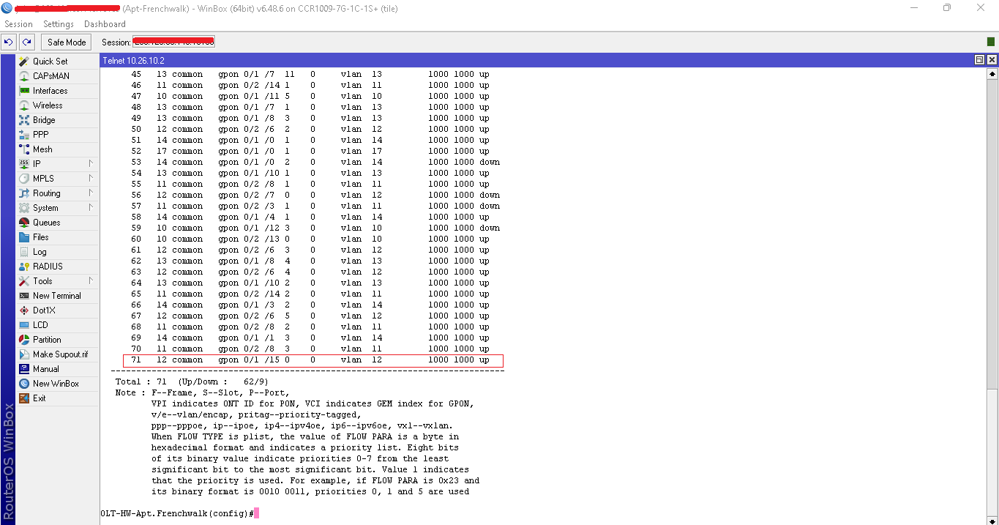 (Apt-Frenchwalk) - WinBox (64bit) v6.48.6 on CCR1009-7G-1C-1S+ (tile)
Session Settings Dashboard
Safe Mode Session:
Quick Set
CAPsMAN
Interfaces
Wireless
Bridge
PPP
Mesh
IP
MPLS
Routing
System
Queues
Files
Log
RADIUS
Tools
New Terminal
Dot1X
LCD
Partition
Make Supout.rif
Manual
New WinBox
Exit
RouterOS WinBox
Telnet 10.26.10.2
45 13 common gpon 0/1 /7 11 0 vlan 13 1000 1000 up
46 11 common gpon 0/2 /14 1 0 vlan 11 1000 1000 up
47 10 common gpon 0/1 /11 5 0 vlan 10 1000 1000 up
48 13 common gpon 0/1 /7 1 0 vlan 13 1000 1000 up
49 13 common gpon 0/1 /8 3 0 vlan 13 1000 1000 up
50 12 common gpon 0/2 /6 2 0 vlan 12 1000 1000 up
51 14 common gpon 0/1 /0 1 0 vlan 14 1000 1000 up
52 17 common gpon 0/1 /0 1 0 vlan 17 1000 1000 up
53 14 common gpon 0/1 /0 2 0 vlan 14 1000 1000 down
54 13 common gpon 0/1 /10 1 0 vlan 13 1000 1000 up
55 11 common gpon 0/2 /8 1 0 vlan 11 1000 1000 up
56 12 common gpon 0/2 /7 0 0 vlan 12 1000 1000 down
57 11 common gpon 0/2 /3 1 0 vlan 11 1000 1000 down
58 14 common gpon 0/1 /4 1 0 vlan 14 1000 1000 up
59 10 common gpon 0/1 /12 3 0 vlan 10 1000 1000 down
60 10 common gpon 0/2 /13 0 0 vlan 10 1000 1000 up
61 12 common gpon 0/2 /6 3 0 vlan 12 1000 1000 up
62 13 common gpon 0/1 /8 4 0 vlan 13 1000 1000 up
63 12 common gpon 0/2 /6 4 0 vlan 12 1000 1000 up
64 13 common gpon 0/1 /10 2 0 vlan 13 1000 1000 up
65 11 common gpon 0/2 /14 2 0 vlan 11 1000 1000 up
66 14 common gpon 0/1 /3 2 0 vlan 14 1000 1000 up
67 12 common gpon 0/2 /6 5 0 vlan 12 1000 1000 up
68 11 common gpon 0/2 /8 2 0 vlan 11 1000 1000 up
69 14 common gpon 0/1 /1 3 0 vlan 14 1000 1000 up
70 11 common gpon 0/2 /8 3 0 vlan 11 1000 1000 up
71 12 common gpon 0/1 /15 0 0 vlan 12 1000 1000 up
Total : 71 (Up/Down : 62/9)
Note : F--Frame, S--Slot, P--Port,
VPI indicates ONT ID for PON, VCI indicates GEM index for GPON,
v/e--vlan/encap, pritag--priority-tagged,
ppp--pppoe, ip--ipoe, ip4--ipv4oe, ip6--ipv6oe, vxl--vxlan.
When FLOW TYPE is plist, the value of FLOW PARA is a byte in
hexadecimal format and indicates a priority list. Eight bits
of its binary value indicate priorities 0-7 from the least
significant bit to the most significant bit. Value 1 indicates
that the priority is used. For example, if FLOW PARA is 0x23 and
its binary format is 0010 0011, priorities 0, 1 and 5 are used
OLT-HW-Apt.Frenchwalk(config)#